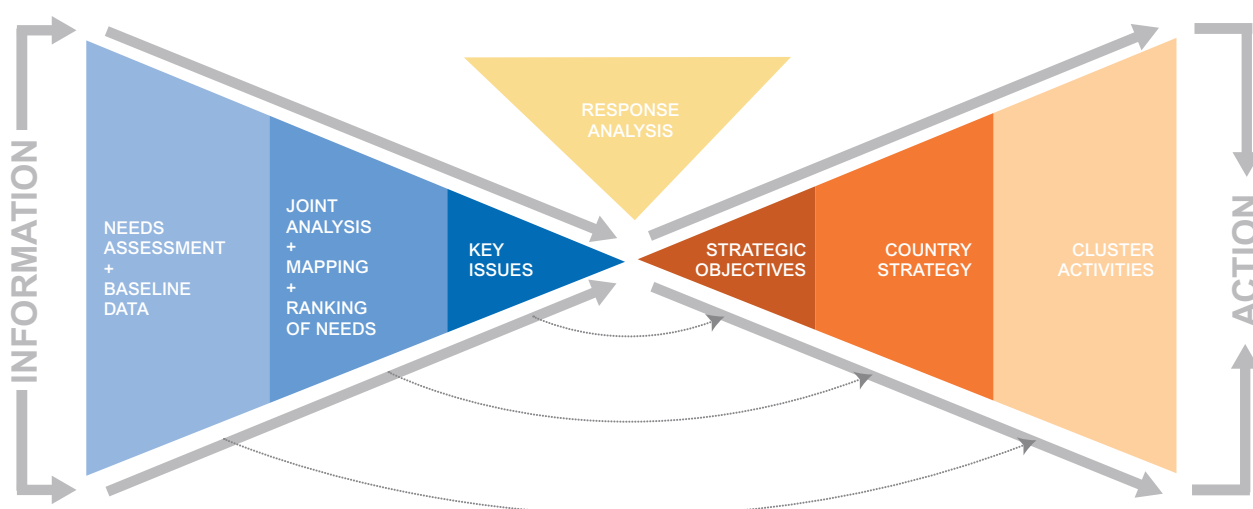 INFORMATION
NEEDS
ASSESSMENT
+
BASELINE
DATA
JOINT
ANALYSIS
+
MAPPING
+
RANKING
OF NEEDS
KEY
ISSUES
RESPONSE
ANALYSIS
STRATEGIC
OBJECTIVES
COUNTRY
STRATEGY
CLUSTER
ACTIVITIES
ACTION